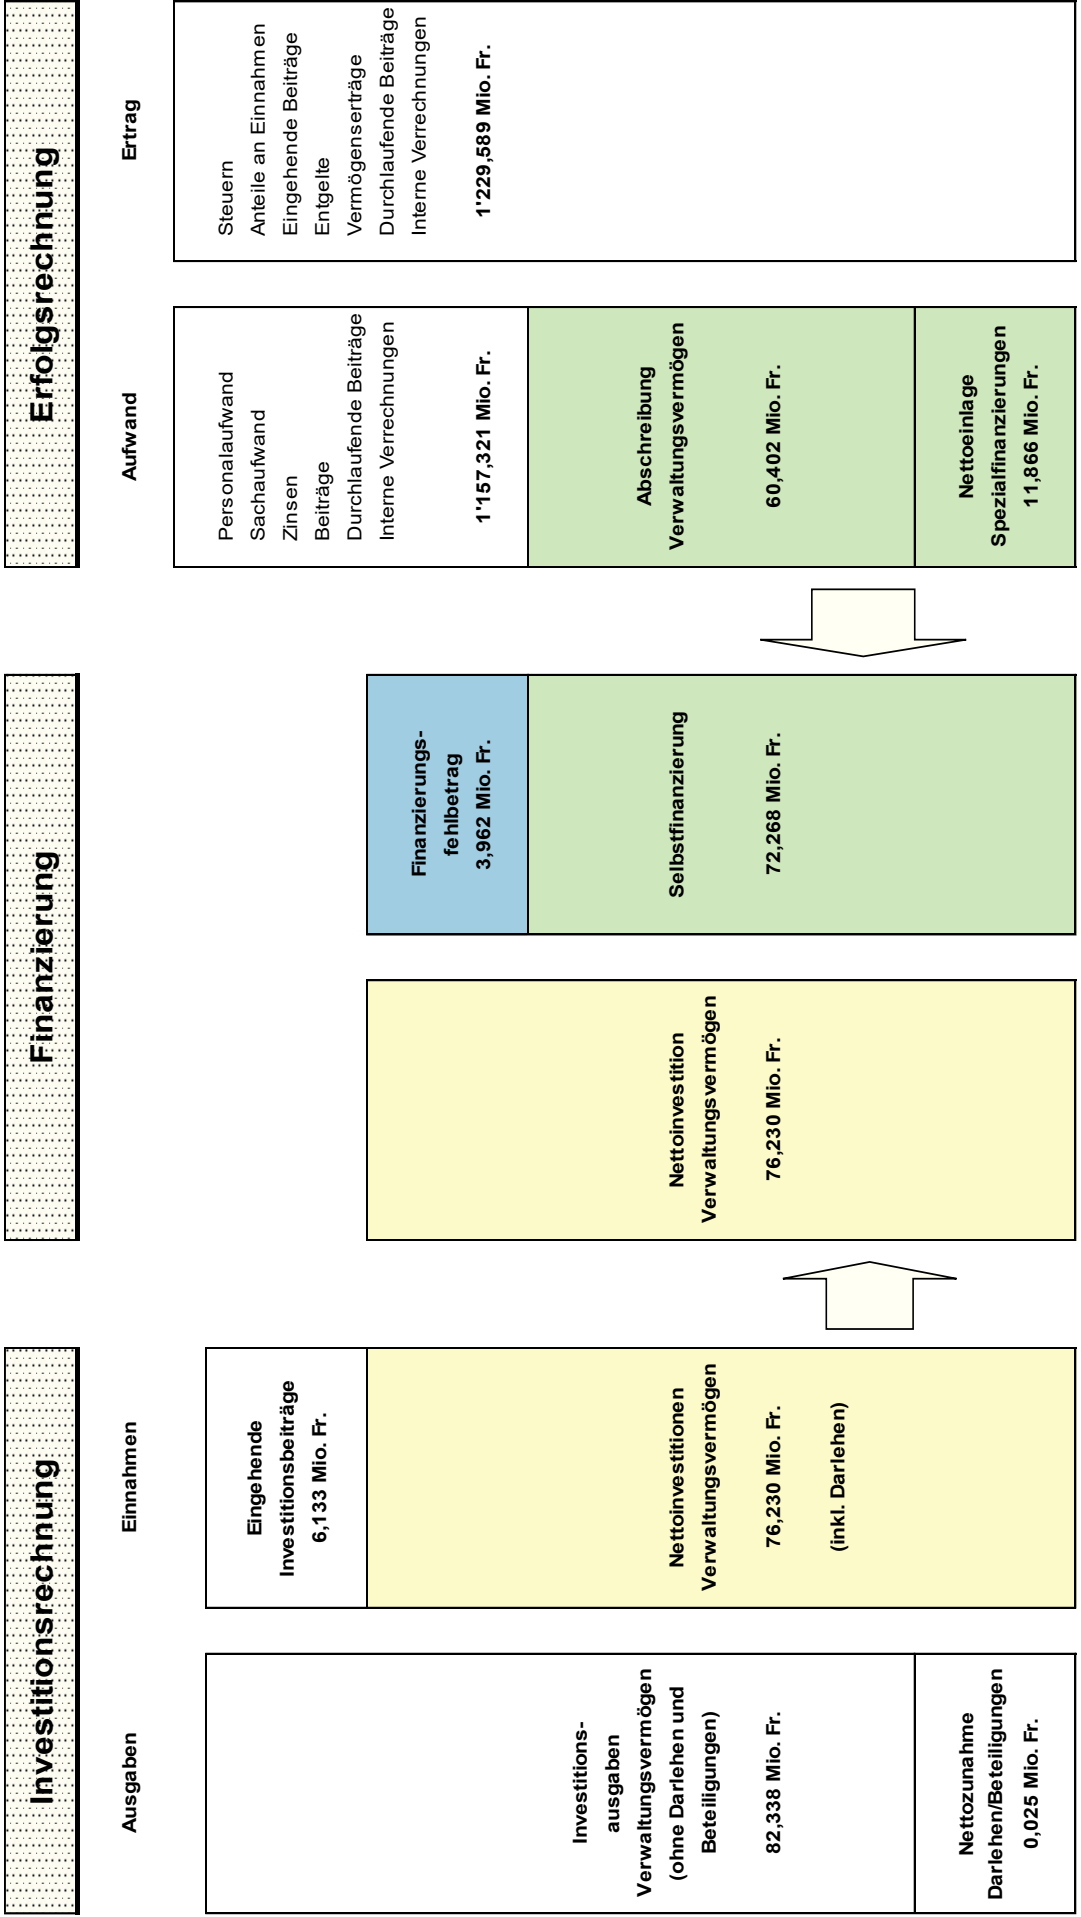 Investitionsrechnung
Ausgaben
Investitions-
ausgaben
Verwaltungsvermögen
(ohne Darlehen und
Beteiligungen)
82,338 Mio. Fr.
Nettozunahme
Darlehen/Beteiligungen
0,025 Mio. Fr.
Einnahmen
Eingehende
Investitionsbeiträge
6,133 Mio. Fr.
Nettoinvestitionen
Verwaltungsvermögen
76,230 Mio. Fr.
(inkl. Darlehen)
Finanzierung
Nettoinvestition
Verwaltungsvermögen
76,230 Mio. Fr.
Finanzierungs-
fehlbetrag
3,962 Mio. Fr.
Selbstfinanzierung
72,268 Mio. Fr.
Erfolgsrechnung
Aufwand
Personalaufwand
Sachaufwand
Zinsen
Beiträge
Durchlaufende Beiträge
Interne Verrechnungen
1'157,321 Mio. Fr.
Abschreibung
Verwaltungsvermögen
60,402 Mio. Fr.
Nettoeinlage
Spezialfinanzierungen
11,866 Mio. Fr.
Ertrag
Steuern
Anteile an Einnahmen
Eingehende Beiträge
Entgelte
Vermögenserträge
Durchlaufende Beiträge
Interne Verrechnungen
1'229,589 Mio. Fr.